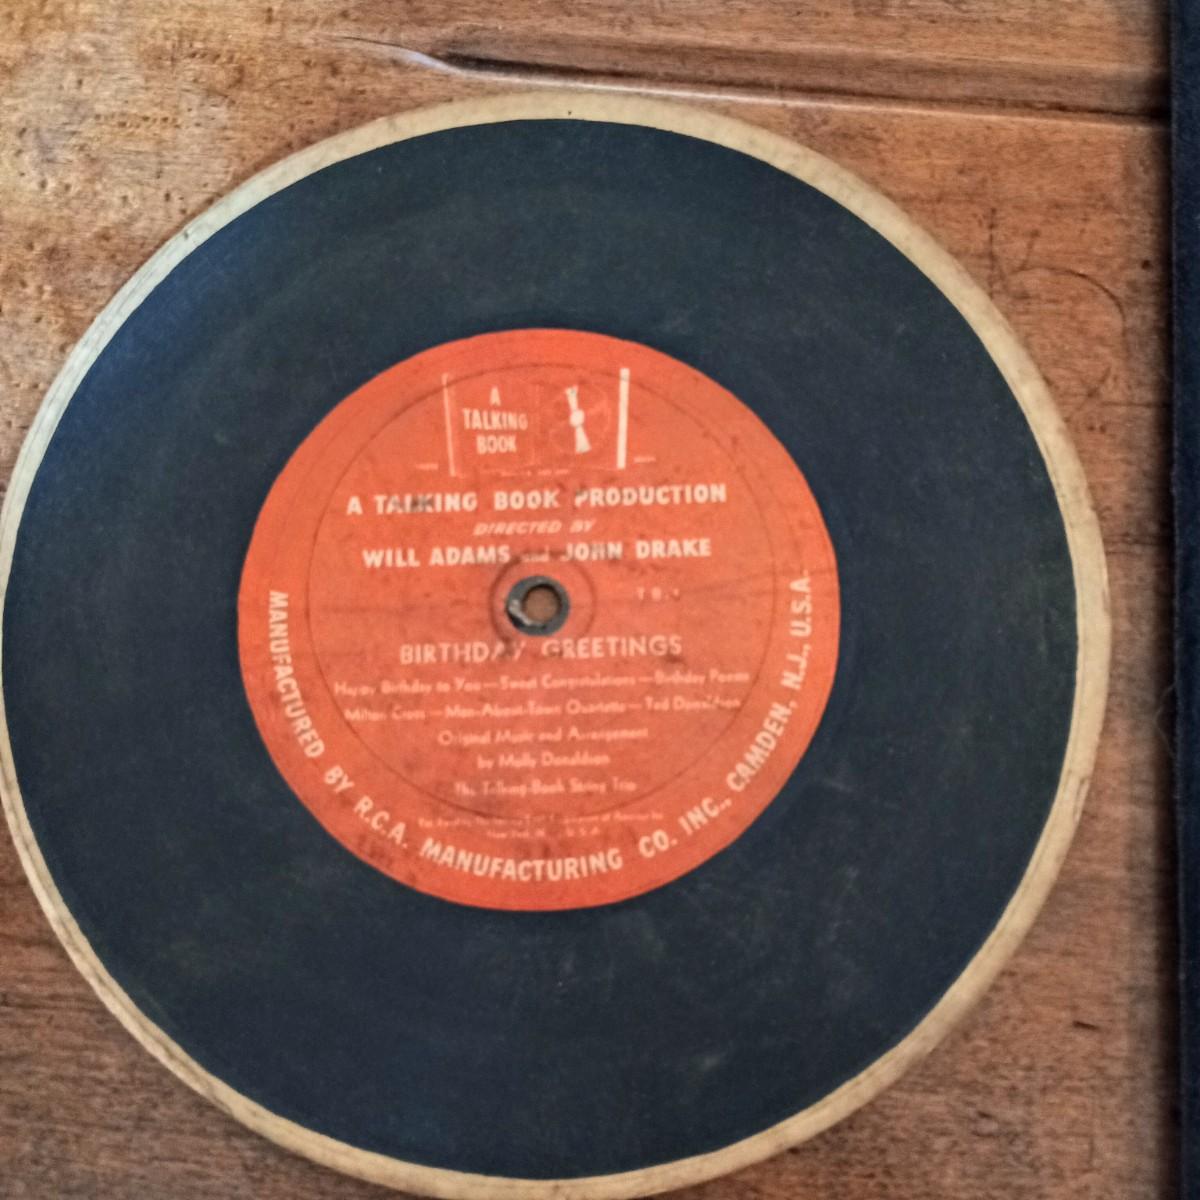 A
TALKING
BOOK
A TALKING BOOK PRODUCTION
DIRECTED BY
WILL ADAMS and JOHN DRAKE
BIRTHDAY GREETINGS
Happy Birthday to You—Sweet Congratulations—Birthday Poems
Milton Cross—Men-About-Town Quartette—Ted Donaldson
Original Music and Arrangement
by Molly Donaldson
The Talking-Book String Trio
MANUFACTURED BY R.C.A. MANUFACTURING CO. INC., CAMDEN, N.J., U.S.A.